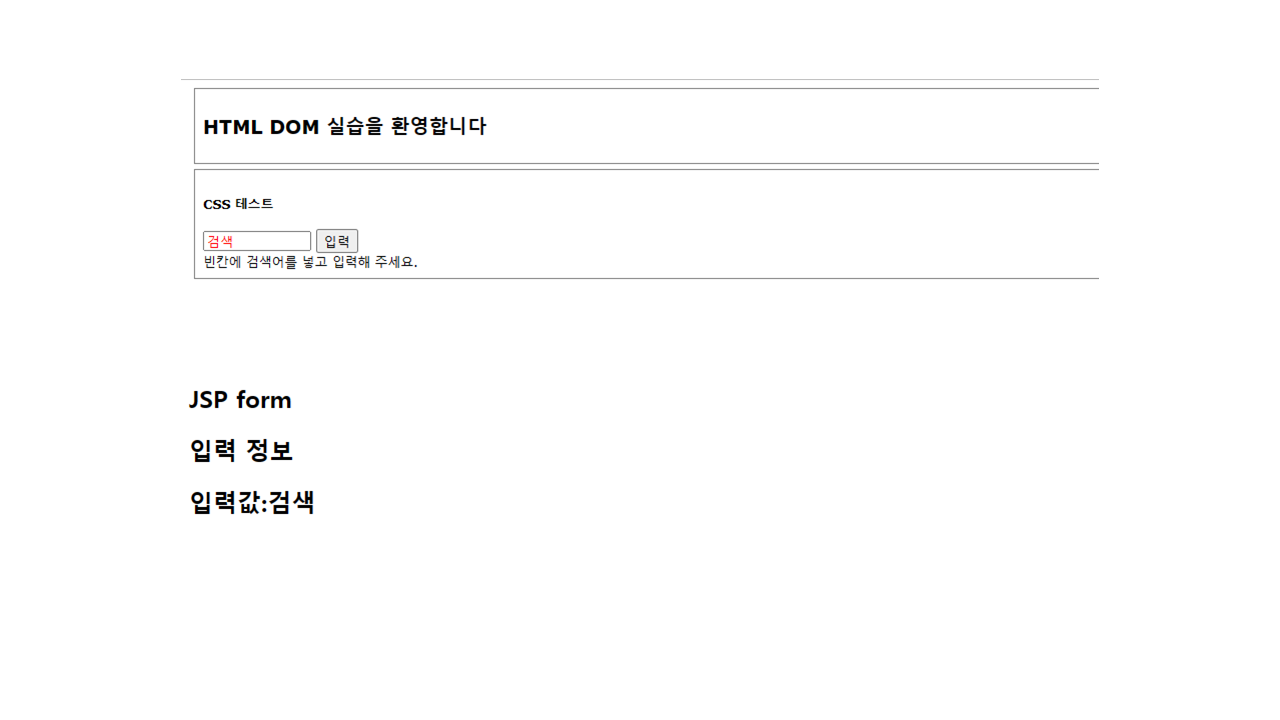 HTML DOM 실습을 환영합니다
CSS 테스트
검색 입력
빈칸에 검색어를 넣고 입력해 주세요.
JSP form
입력 정보
입력값:검색